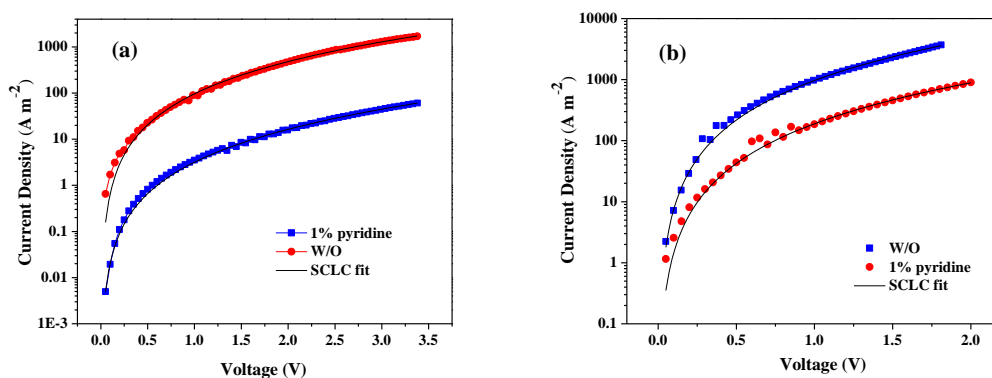 (a)
Current Density (A m-2)
1000
100
10
1
0.1
0.01
1E-3
1% pyridine
W/O
SCLC fit
0.0 0.5 1.0 1.5 2.0 2.5 3.0 3.5
Voltage (V)
(b)
Current Density (A m-2)
10000
1000
100
10
1
0.1
W/O
1% pyridine
SCLC fit
0.0 0.5 1.0 1.5 2.0
Voltage (V)